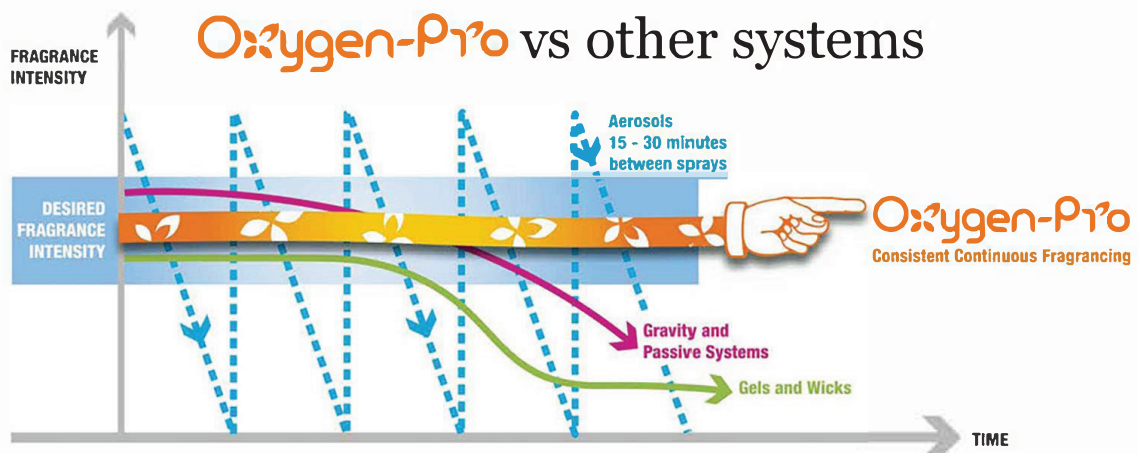 Oxygen-Pro vs other systems
FRAGRANCE
INTENSITY
Aerosols
15 - 30 minutes
between sprays
DESIRED
FRAGRANCE
INTENSITY
Oxygen-Pro
Consistent Continuous Fragrancing
Gravity and
Passive Systems
Gels and Wicks
TIME